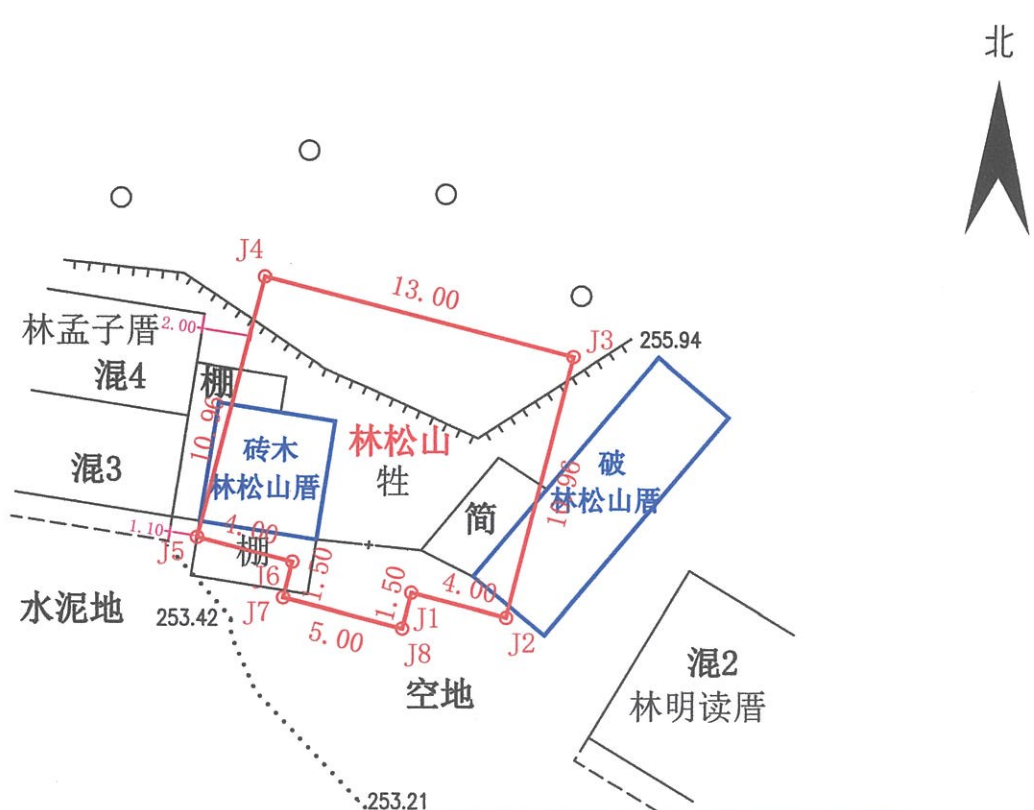 北
J4
13.00
J3
255.94
林孟子厝
2.00
混4
棚
10.96
林松山
砖木
林松山厝
牲
破
林松山厝
10.96
混3
简
1.10
4.00
J5
棚
J6
1.50
J7
1.50
J1
4.00
J2
水泥地
253.42
5.00
J8
空地
混2
林明读厝
253.21